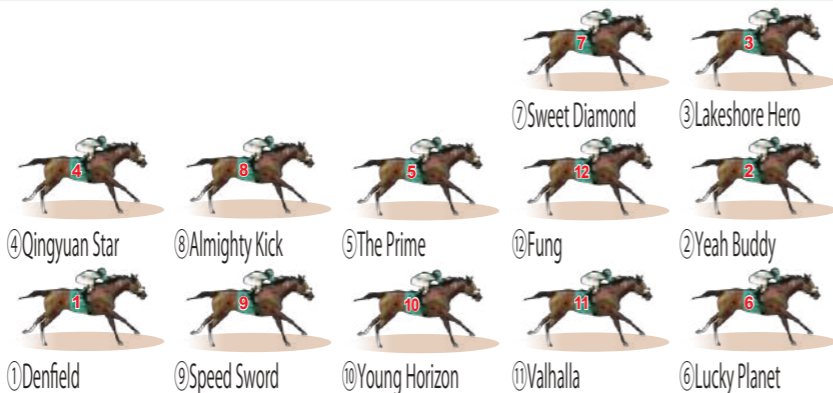 7 3
⑦Sweet Diamond ③Lakeshore Hero
4 8 5 12 2
④Qingyuan Star ⑧Almighty Kick ⑤The Prime ⑫Fung ②Yeah Buddy
1 9 10 11 6
①Denfield ⑨Speed Sword ⑩Young Horizon ⑪Valhalla ⑥Lucky Planet